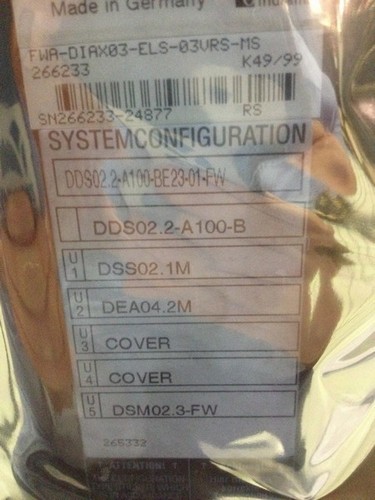 Made in Germany
FWA-DIAX03-ELS-03VRS-MS
266233 K49/99
SN266233-24877 RS
SYSTEMCONFIGURATION
DDS02.2-A100-BE23-01-FW
DDS02.2-A100-B
U1 DSS02.1M
U2 DEA04.2M
U3 COVER
U4 COVER
U5 DSM02.3-FW
265332
ATTENTION!